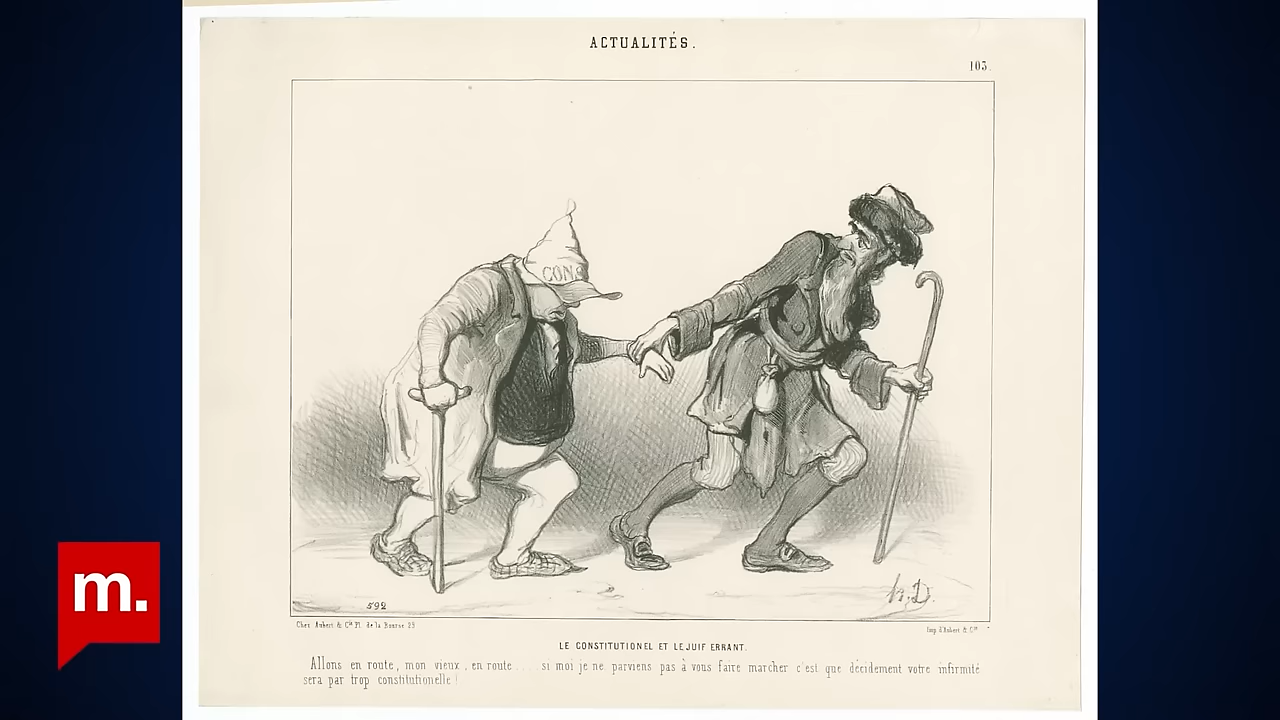 ACTUALITÉS.
103.
CONS
592
h.D.
Chez Aubert & Cie Pl. de la Bourse 29
Imp. d'Aubert & Cie
LE CONSTITUTIONEL ET LE JUIF ERRANT.
Allons en route, mon vieux, en route .... si moi je ne parviens pas à vous faire marcher c'est que décidement votre infirmité
sera par trop constitutionelle !
m.